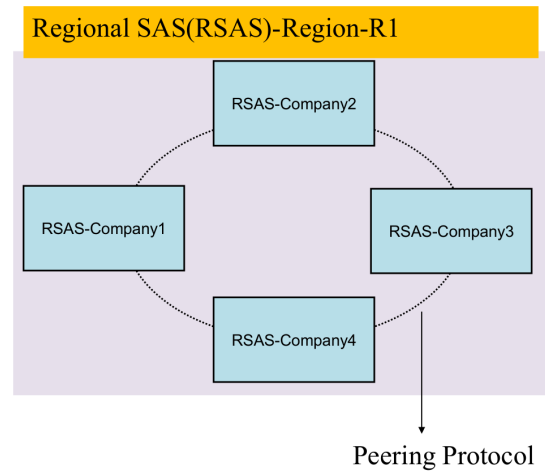 Regional SAS(RSAS)-Region-R1
RSAS-Company2
RSAS-Company1
RSAS-Company3
RSAS-Company4
Peering Protocol